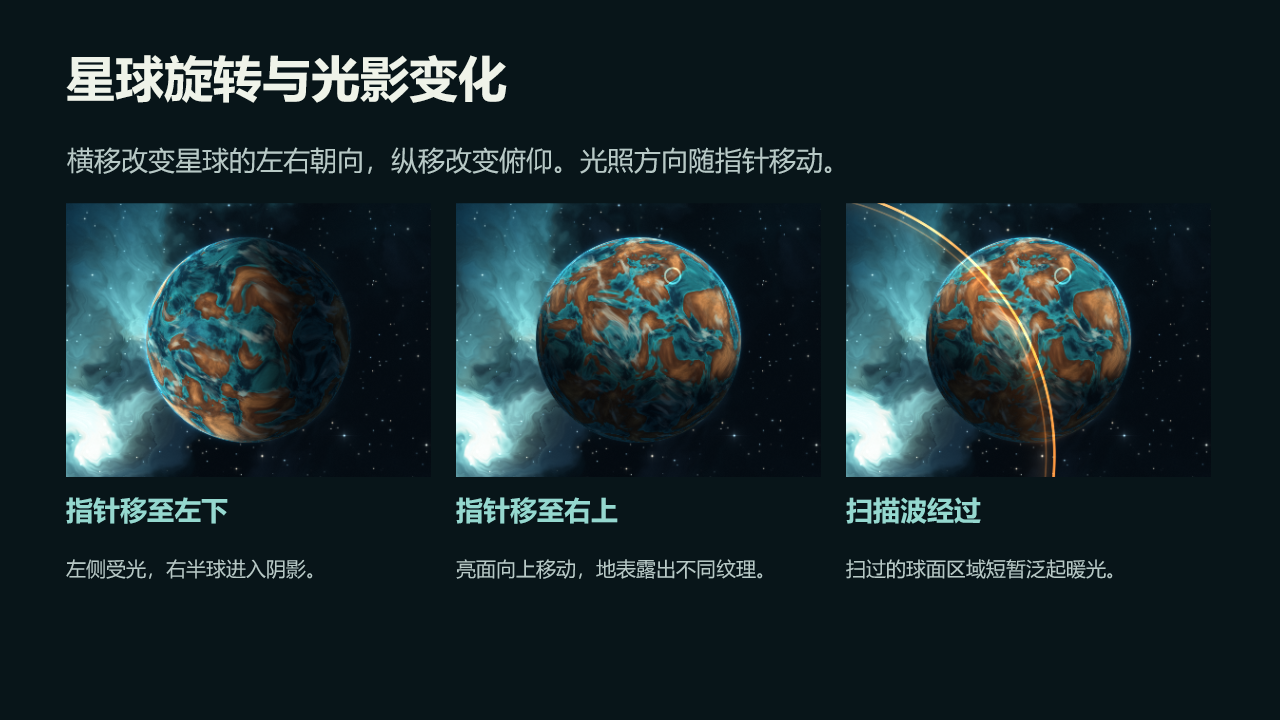 星球旋转与光影变化
横移改变星球的左右朝向，纵移改变俯仰。光照方向随指针移动。
指针移至左下
指针移至右上
扫描波经过
左侧受光，右半球进入阴影。
亮面向上移动，地表露出不同纹理。
扫过的球面区域短暂泛起暖光。